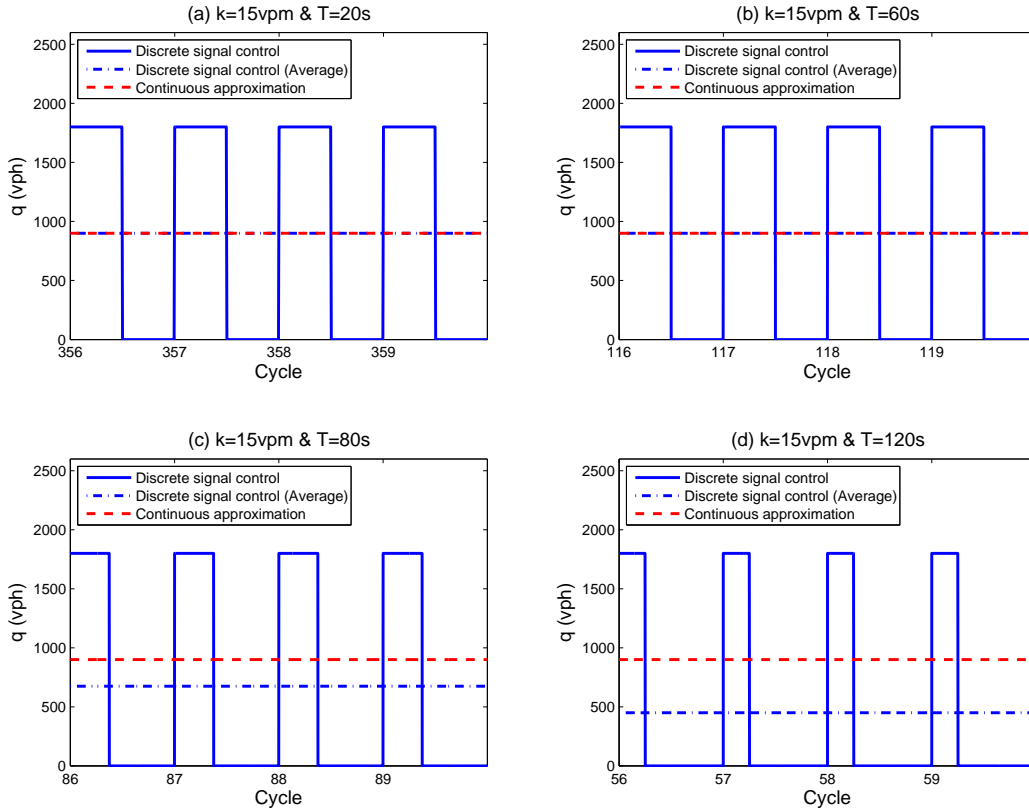 (a) k=15vpm & T=20s
2500
2000
1500
1000
500
0
q (vph)
Discrete signal control
Discrete signal control (Average)
Continuous approximation
356
357
358
359
Cycle
(b) k=15vpm & T=60s
2500
2000
1500
1000
500
0
q (vph)
Discrete signal control
Discrete signal control (Average)
Continuous approximation
116
117
118
119
Cycle
(c) k=15vpm & T=80s
2500
2000
1500
1000
500
0
q (vph)
Discrete signal control
Discrete signal control (Average)
Continuous approximation
86
87
88
89
Cycle
(d) k=15vpm & T=120s
2500
2000
1500
1000
500
0
q (vph)
Discrete signal control
Discrete signal control (Average)
Continuous approximation
56
57
58
59
Cycle